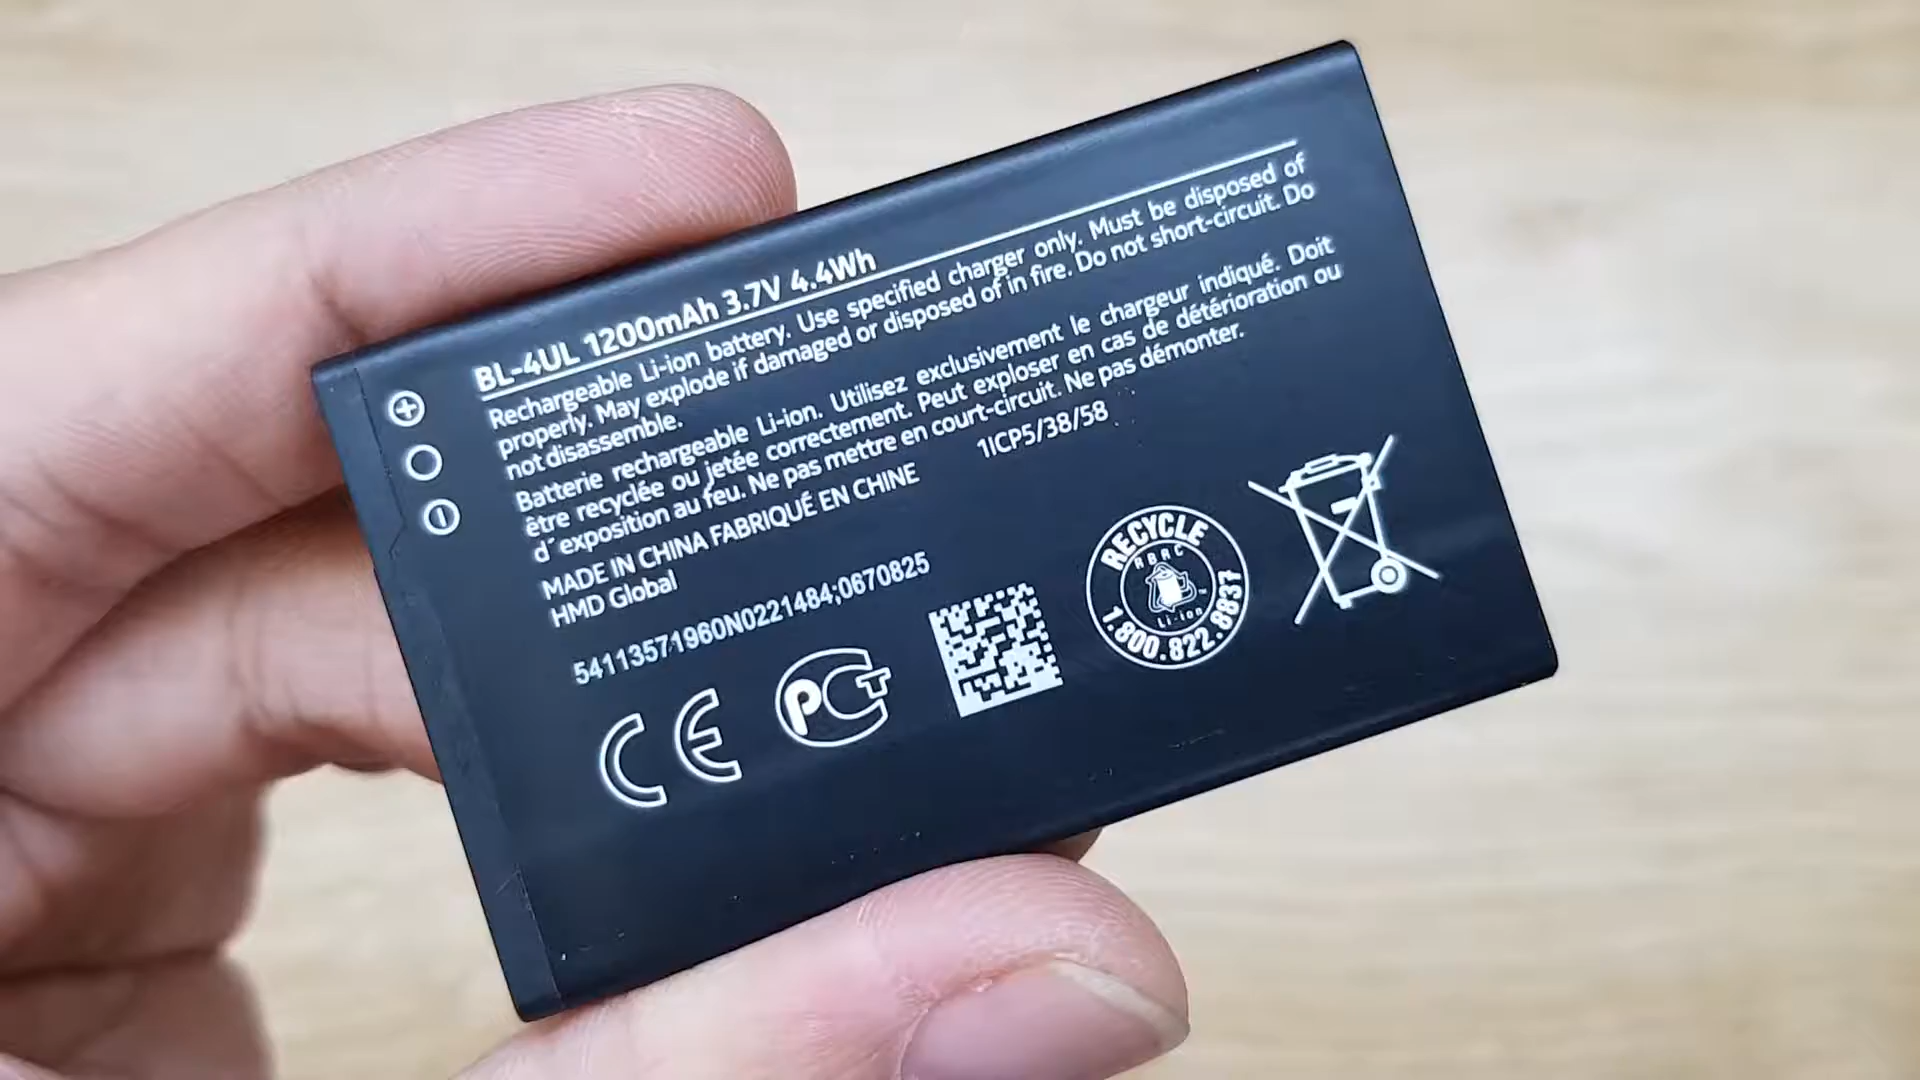 BL-4UL 1200mAh 3.7V 4.4Wh
Rechargeable Li-ion battery. Use specified charger only. Must be disposed of
properly. May explode if damaged or disposed of in fire. Do not short-circuit. Do
not disassemble.
Batterie rechargeable Li-ion. Utilisez exclusivement le chargeur indiqué. Doit
être recyclée ou jetée correctement. Peut exploser en cas de détérioration ou
d´exposition au feu. Ne pas mettre en court-circuit. Ne pas démonter.
MADE IN CHINA FABRIQUÉ EN CHINE 1ICP5/38/58
HMD Global
54113571960N0221484;0670825
CE
PCT
RECYCLE
RBRC
Li-ion™
1.800.822.8837